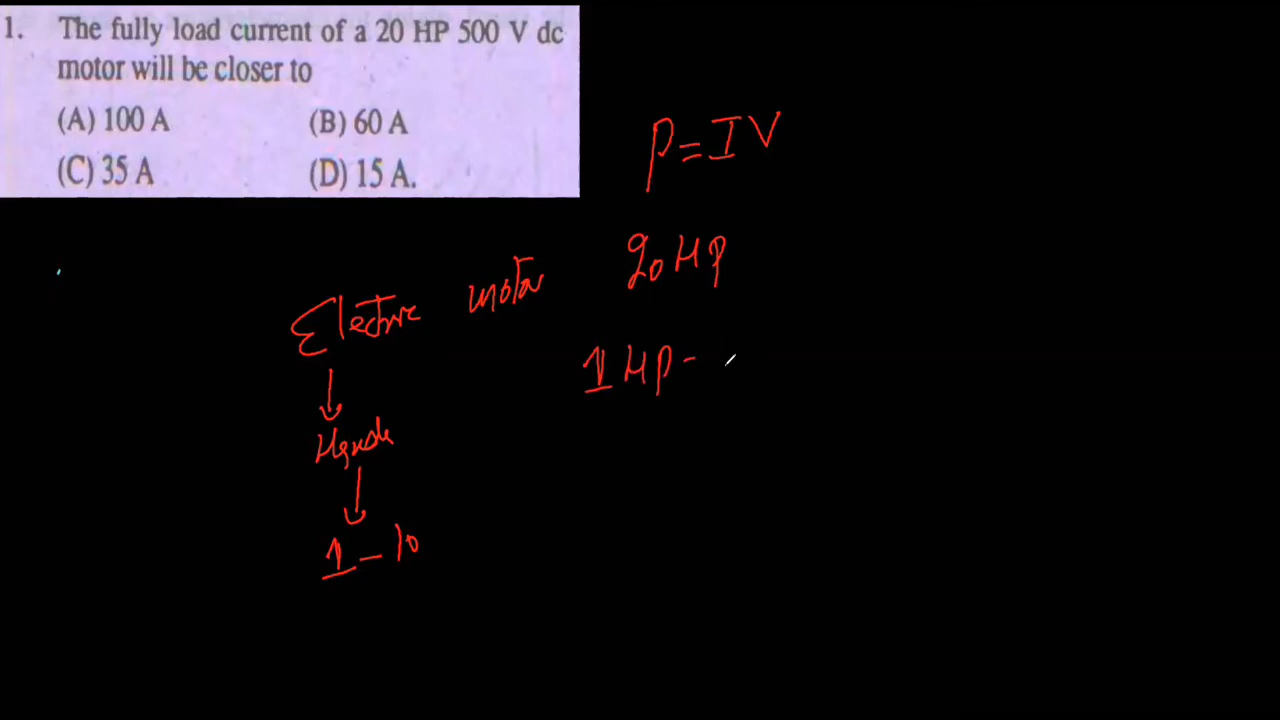 1. The fully load current of a 20 HP 500 V dc
motor will be closer to
(A) 100 A (B) 60 A
(C) 35 A (D) 15 A.
P = IV
20 HP
Electric motor
1 HP -
1 - 10